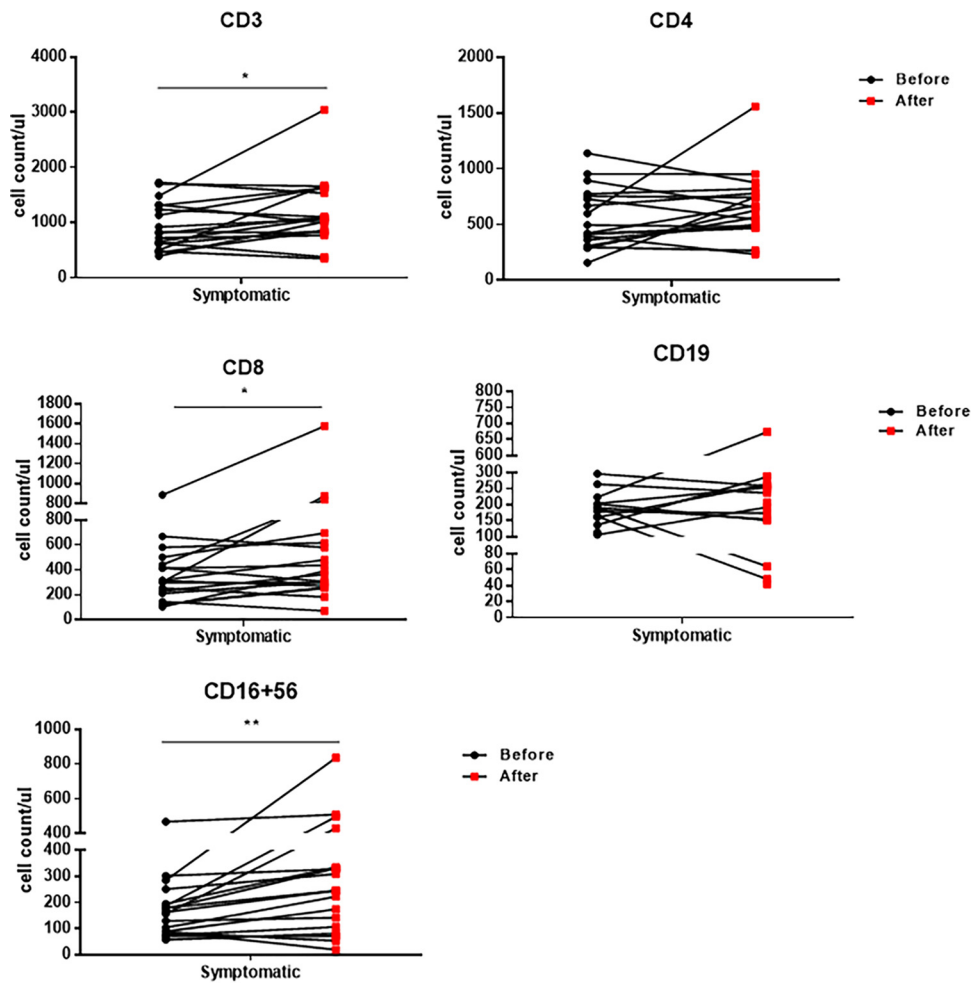 CD3
4000
3000
2000
1000
0
cell count/ul
*
Symptomatic
CD4
2000
1500
1000
500
0
cell count/ul
Symptomatic
Before
After
CD8
1800
1600
1400
1200
1000
800
800
600
400
200
0
cell count/ul
*
Symptomatic
CD19
800
750
700
650
600
300
250
200
150
100
80
60
40
20
0
cell count/ul
Symptomatic
Before
After
CD16+56
1000
800
600
400
400
300
200
100
0
cell count/ul
**
Symptomatic
Before
After